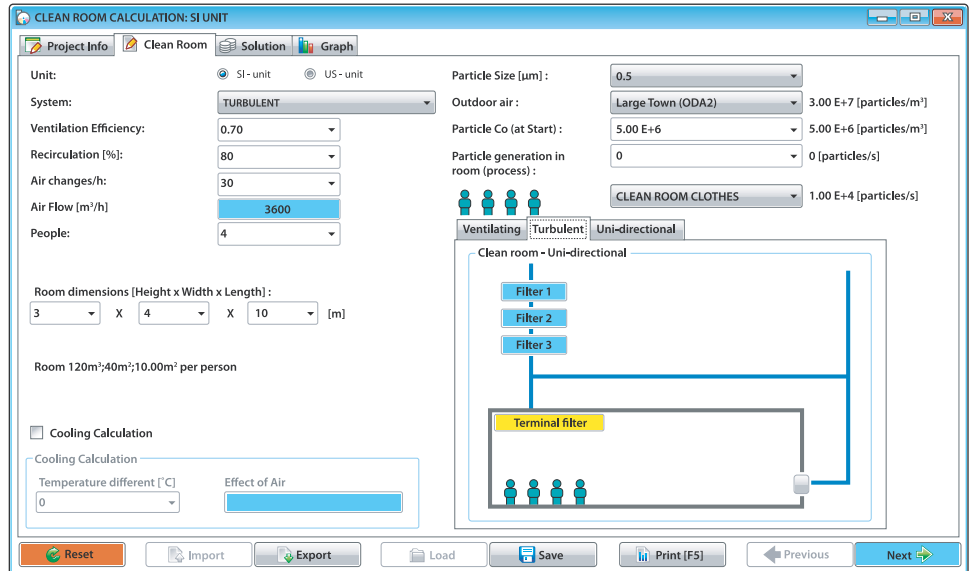 CLEAN ROOM CALCULATION: SI UNIT
Project Info
Clean Room
Solution
Graph
Unit:
SI - unit
US - unit
System:
TURBULENT
Ventilation Efficiency:
0.70
Recirculation [%]:
80
Air changes/h:
30
Air Flow [m³/h]
3600
People:
4
Room dimensions [Height x Width x Length] :
3 X 4 X 10 [m]
Room 120m³;40m²;10.00m² per person
Cooling Calculation
Cooling Calculation
Temperature different [˚C]
Effect of Air
0
Particle Size [µm] :
0.5
Outdoor air :
Large Town (ODA2)
3.00 E+7 [particles/m³]
Particle Co (at Start) :
5.00 E+6
5.00 E+6 [particles/m³]
Particle generation in
room (process) :
0
0 [particles/s]
CLEAN ROOM CLOTHES
1.00 E+4 [particles/s]
Ventilating
Turbulent
Uni-directional
Clean room - Uni-directional
Filter 1
Filter 2
Filter 3
Terminal filter
Reset
Import
Export
Load
Save
Print [F5]
Previous
Next